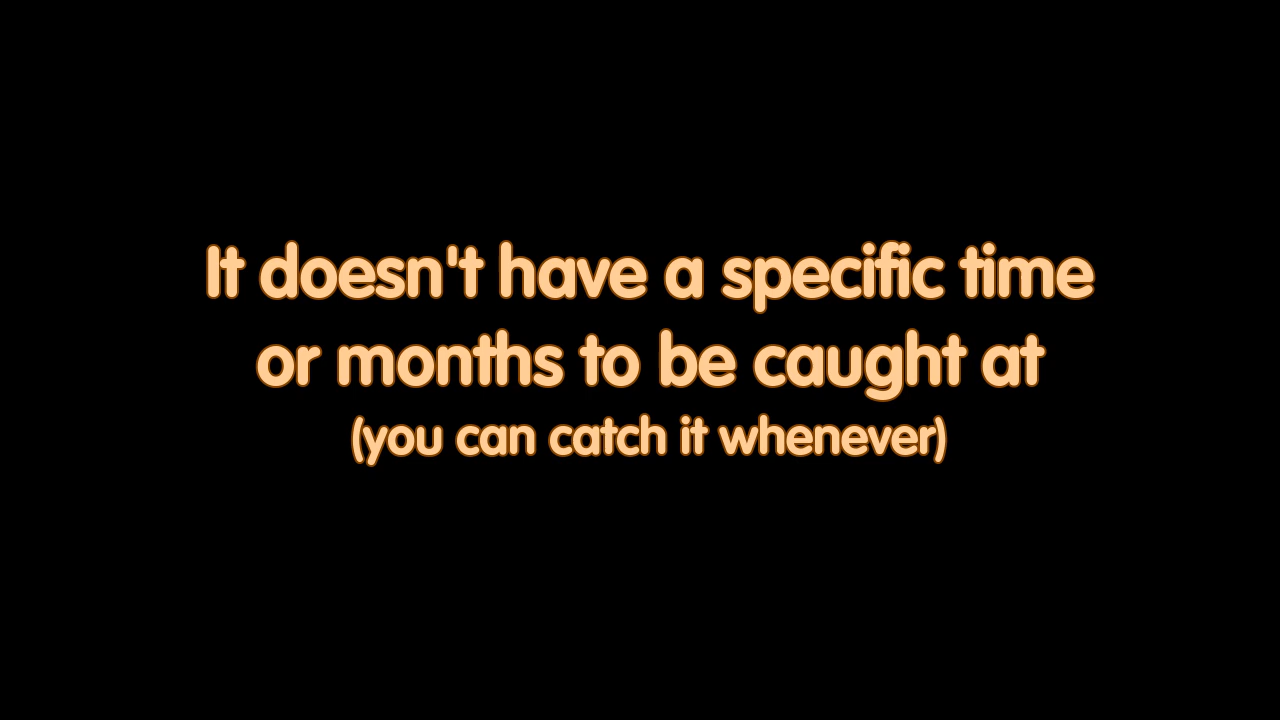 It doesn't have a specific time
or months to be caught at
(you can catch it whenever)